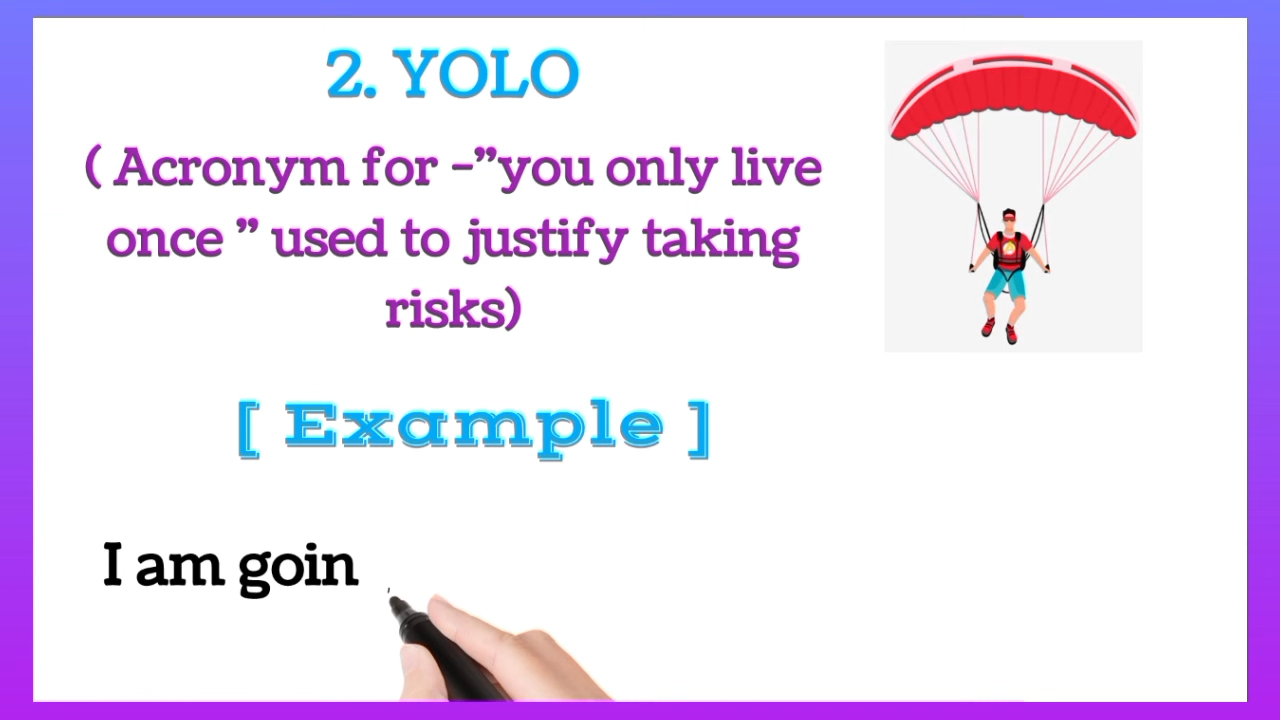 2. YOLO
( Acronym for -”you only live
once ” used to justify taking
risks)
[ Example ]
I am goin